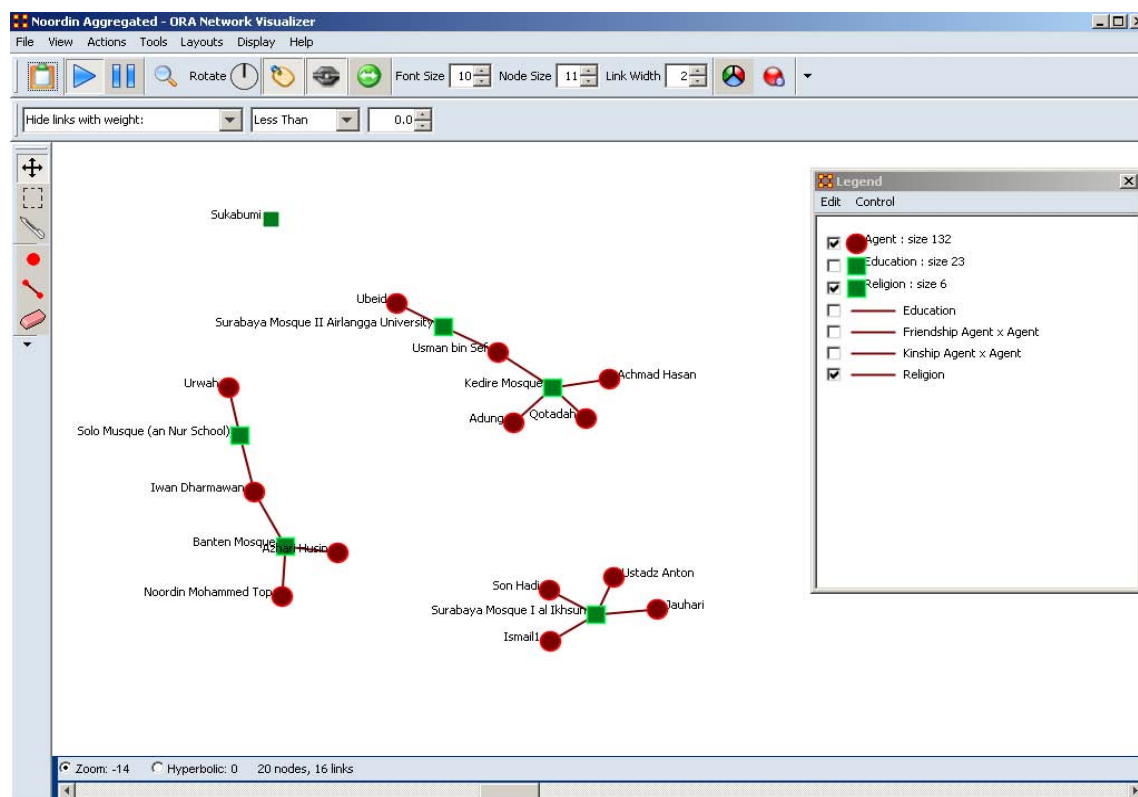 Noordin Aggregated - ORA Network Visualizer
File View Actions Tools Layouts Display Help
Rotate Font Size 10 Node Size 11 Link Width 2
Hide links with weight: Less Than 0.0
Legend
Edit Control
Agent : size 132
Education : size 23
Religion : size 6
Education
Friendship Agent x Agent
Kinship Agent x Agent
Religion
Sukabumi
Ubeid
Surabaya Mosque II Airlangga University
Usman bin Sef
Kedire Mosque
Achmad Hasan
Adung
Qotadah
Urwah
Solo Musque (an Nur School)
Iwan Dharmawan
Banten Mosque
Azhari Husin
Noordin Mohammed Top
Son Hadi
Ustadz Anton
Surabaya Mosque I al Ikhsun
Jauhari
Ismail1
Zoom: -14 Hyperbolic: 0 20 nodes, 16 links